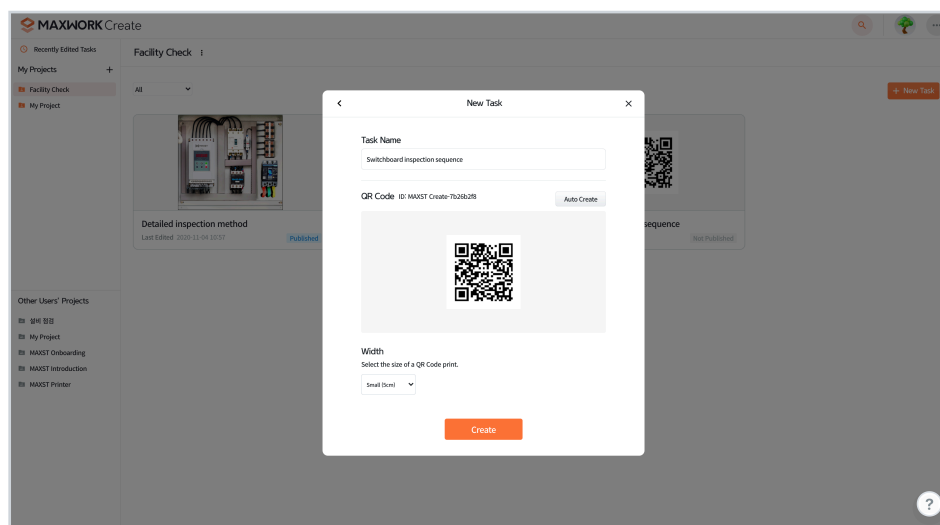 MAXWORK Create
Recently Edited Tasks
My Projects +
Facility Check
My Project
Other Users' Projects
설비 점검
My Project
MAXST Onboarding
MAXST Introduction
MAXST Printer
Facility Check
All
+ New Task
Detailed inspection method
Last Edited 2020-11-04 10:57
Published
sequence
Not Published
New Task
Task Name
Switchboard inspection sequence
QR Code ID: MAXST Create-7b26b2f8
Auto Create
Width
Select the size of a QR Code print.
Small (5cm)
Create
?